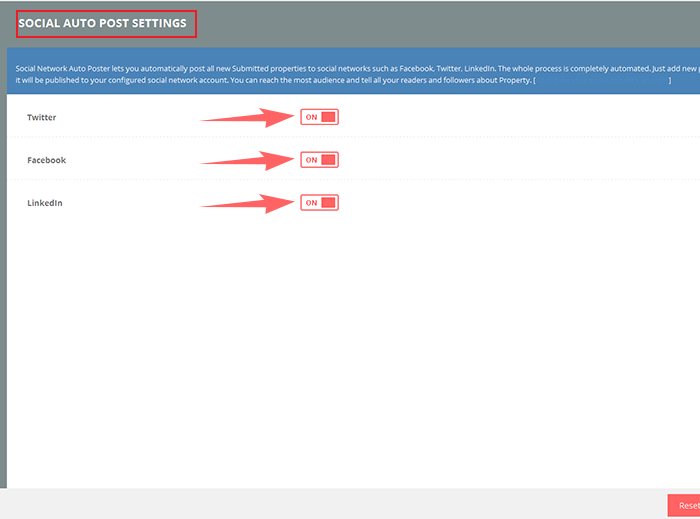 SOCIAL AUTO POST SETTINGS
Social Network Auto Poster lets you automatically post all new Submitted properties to social networks such as Facebook, Twitter, LinkedIn. The whole process is completely automated. Just add new
it will be published to your configured social network account. You can reach the most audience and tell all your readers and followers about Property. [ ]
Twitter ON
Facebook ON
LinkedIn ON
Reset